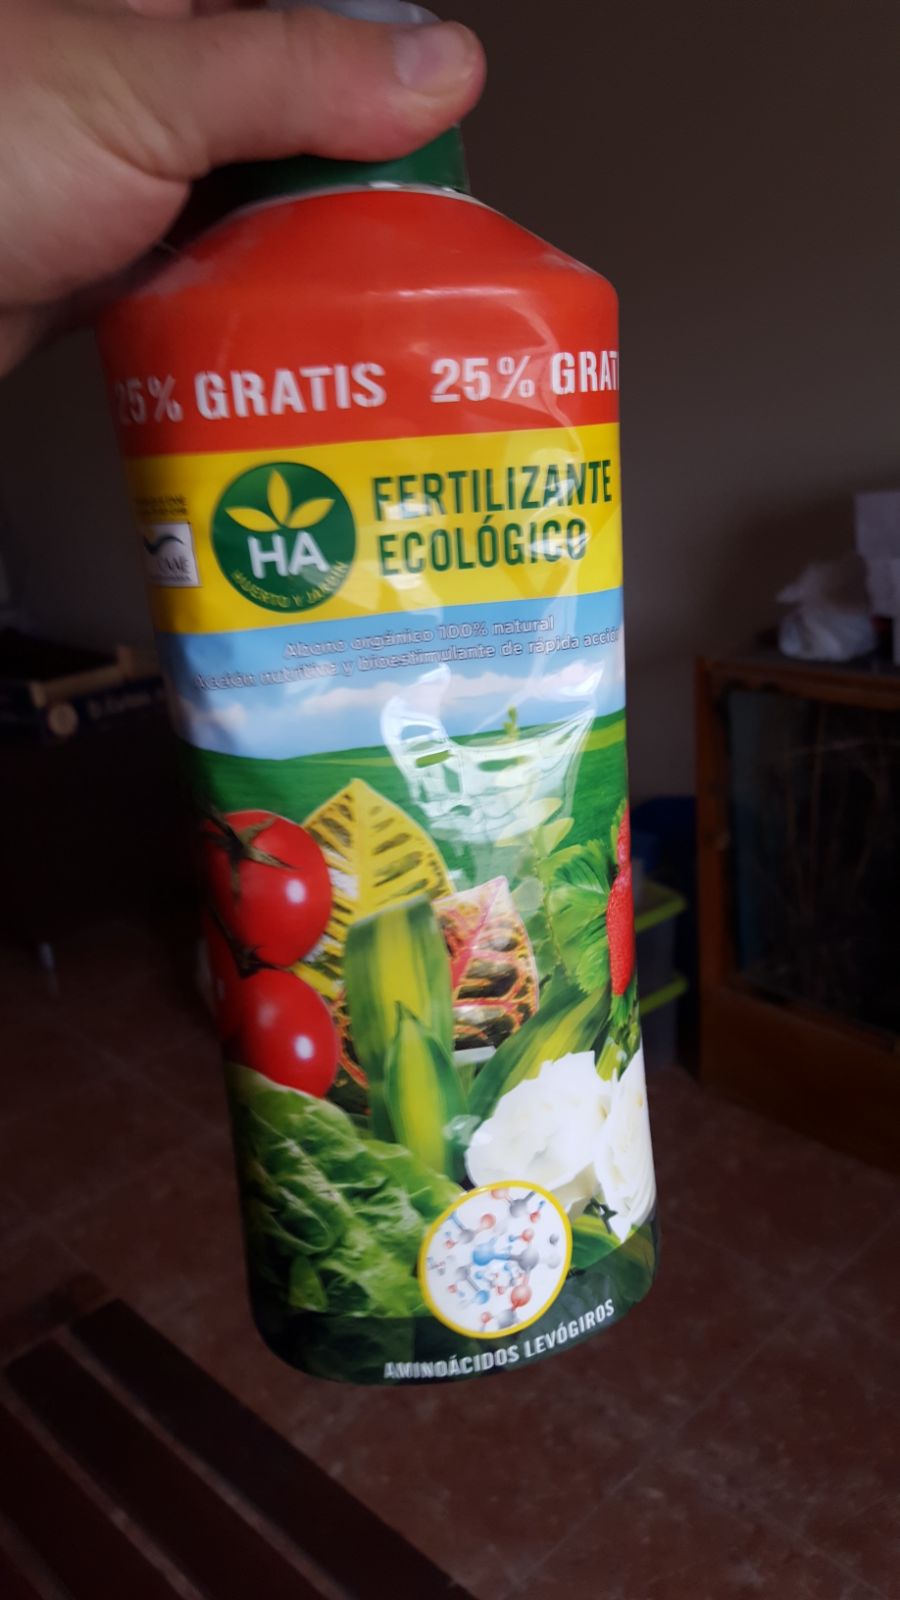 25% GRATIS 25% GRATI
HA
HUERTO Y JARDÍN
FERTILIZANTE
ECOLÓGICO
Abono orgánico 100% natural
Acción nutritiva y bioestimulante de rápida acción
AMINOÁCIDOS LEVÓGIROS